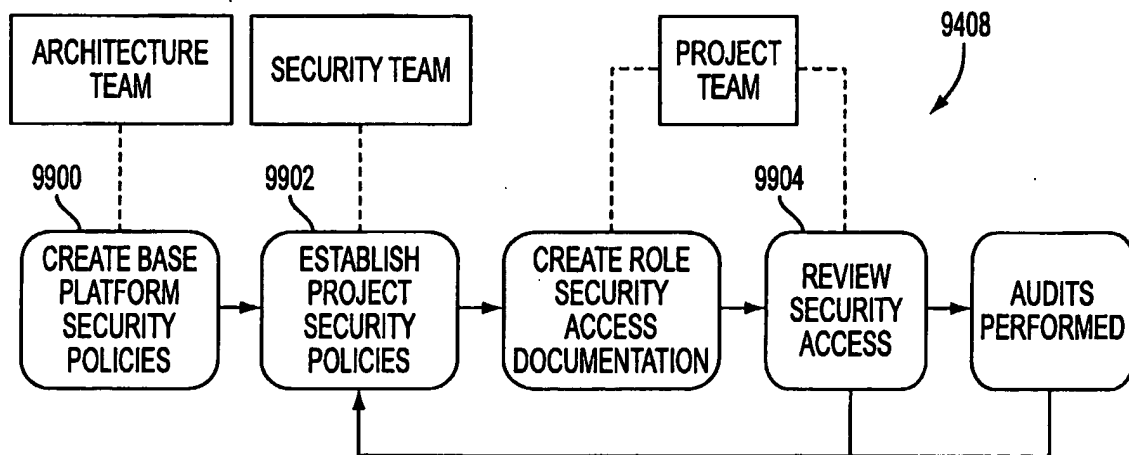 ARCHITECTURE
TEAM
SECURITY TEAM
PROJECT
TEAM
9408
9900
9902
9904
CREATE BASE
PLATFORM
SECURITY
POLICIES
ESTABLISH
PROJECT
SECURITY
POLICIES
CREATE ROLE
SECURITY
ACCESS
DOCUMENTATION
REVIEW
SECURITY
ACCESS
AUDITS
PERFORMED